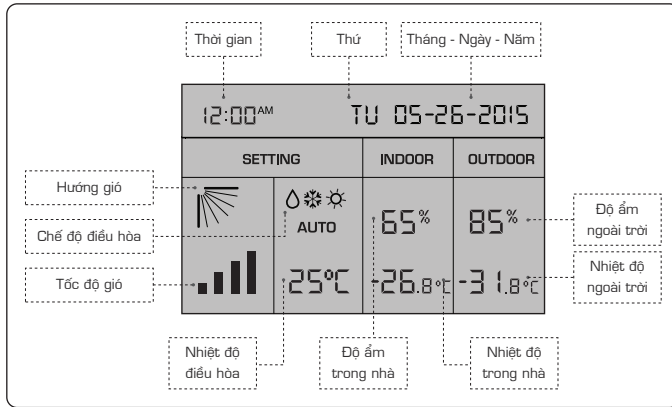 Thời gian
Thứ
Tháng - Ngày - Năm
12:00AM TU 05-26-2015
SETTING INDOOR OUTDOOR
Hướng gió
Chế độ điều hòa
Tốc độ gió
AUTO
65% 85%
25°C -26.8°C -31.8°C
Độ ẩm
ngoài trời
Nhiệt độ
ngoài trời
Nhiệt độ
điều hòa
Độ ẩm
trong nhà
Nhiệt độ
trong nhà